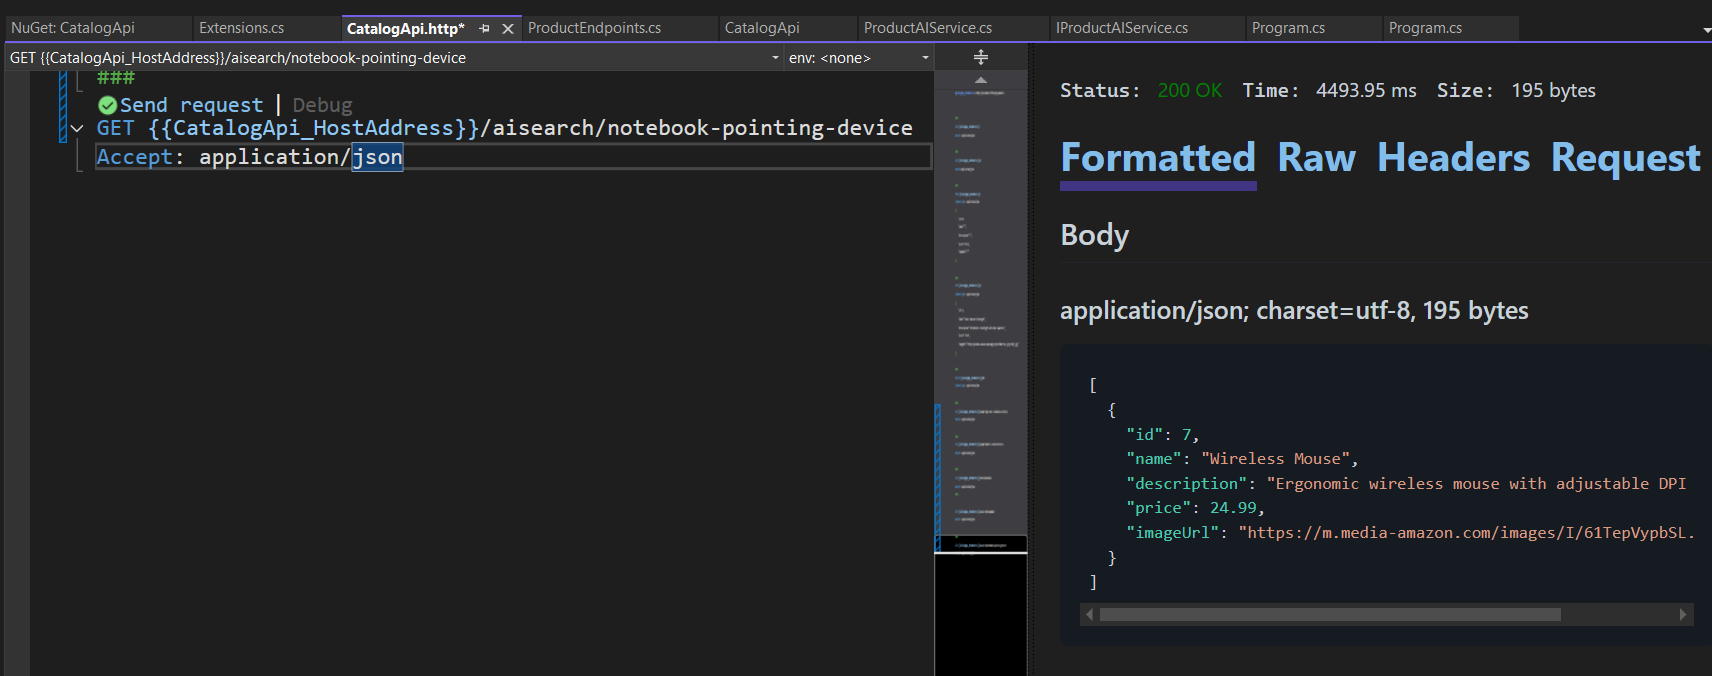 NuGet: CatalogApi
Extensions.cs
CatalogApi.http*
ProductEndpoints.cs
CatalogApi
ProductAIService.cs
IProductAIService.cs
Program.cs
Program.cs
GET {{CatalogApi_HostAddress}}/aisearch/notebook-pointing-device
env: <none>
###
Send request | Debug
GET {{CatalogApi_HostAddress}}/aisearch/notebook-pointing-device
Accept: application/json
Status: 200 OK Time: 4493.95 ms Size: 195 bytes
Formatted Raw Headers Request
Body
application/json; charset=utf-8, 195 bytes
[
{
"id": 7,
"name": "Wireless Mouse",
"description": "Ergonomic wireless mouse with adjustable DPI
"price": 24.99,
"imageUrl": "https://m.media-amazon.com/images/I/61TepVypbSL.
}
]